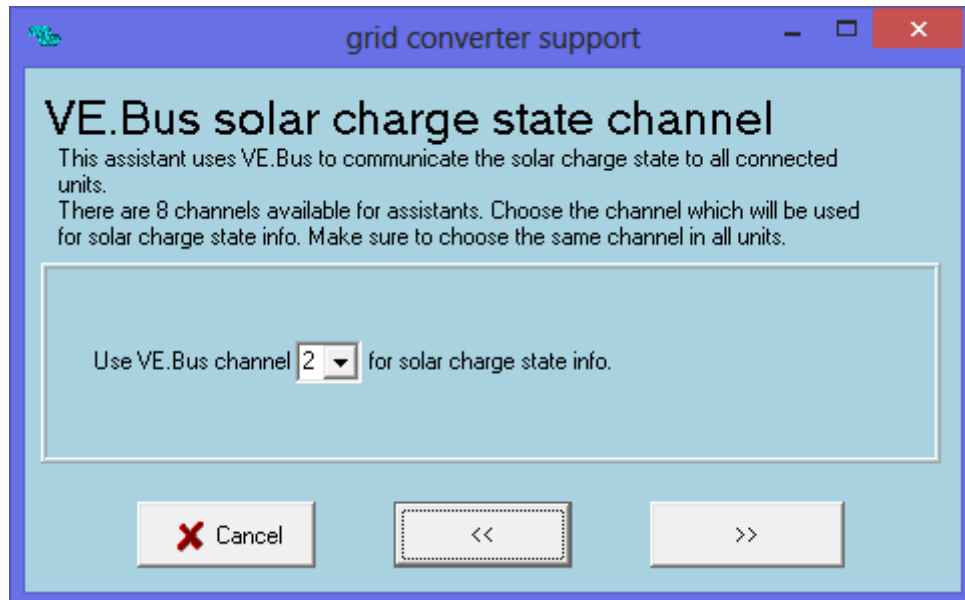 grid converter support
VE.Bus solar charge state channel
This assistant uses VE.Bus to communicate the solar charge state to all connected
units.
There are 8 channels available for assistants. Choose the channel which will be used
for solar charge state info. Make sure to choose the same channel in all units.
Use VE.Bus channel 2 for solar charge state info.
Cancel << >>